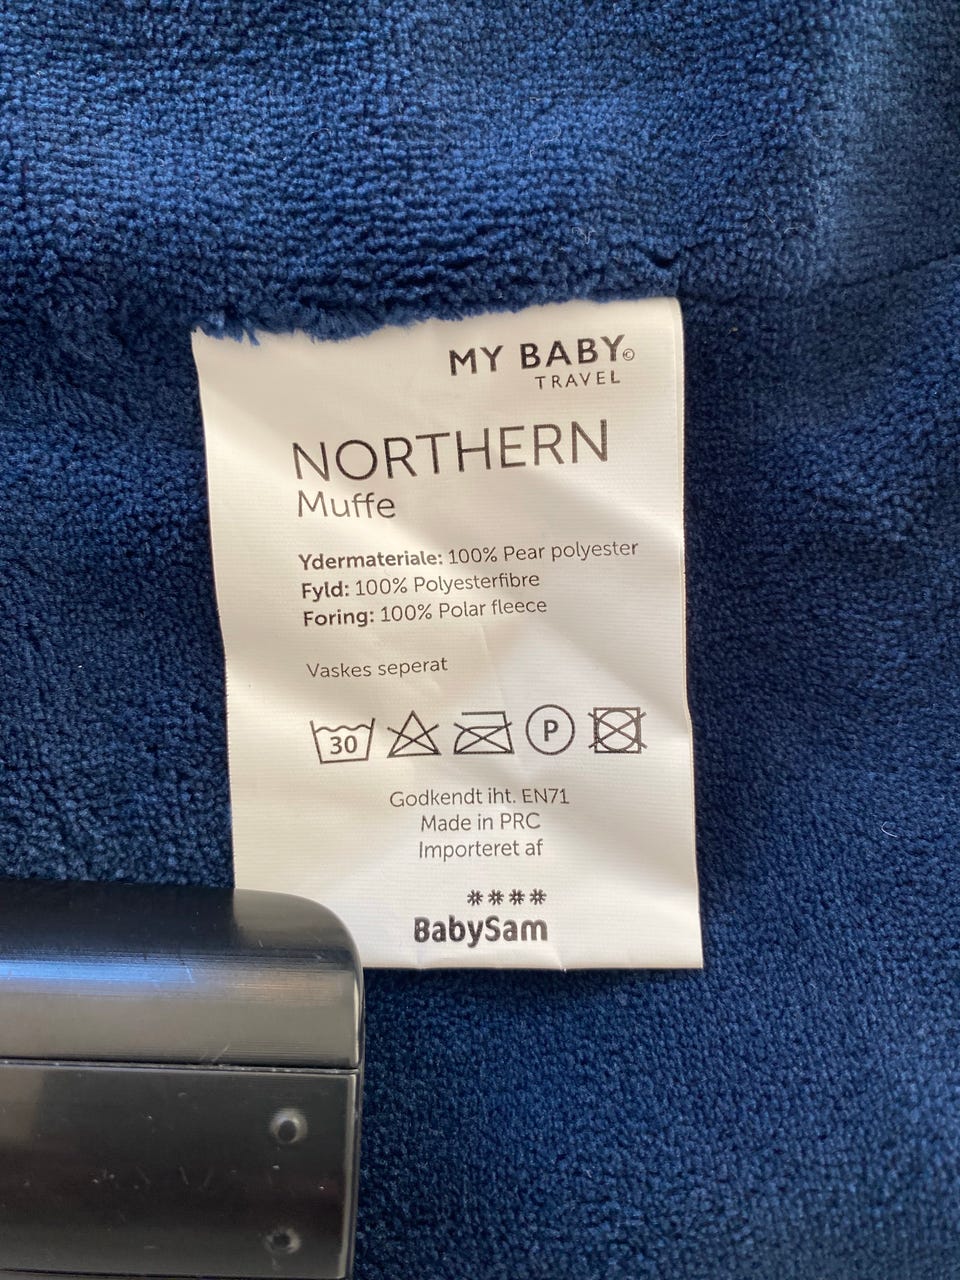 MY BABY©
TRAVEL
NORTHERN
Muffe
Ydermateriale: 100% Pear polyester
Fyld: 100% Polyesterfibre
Foring: 100% Polar fleece
Vaskes seperat
30 P
Godkendt iht. EN71
Made in PRC
Importeret af
BabySam